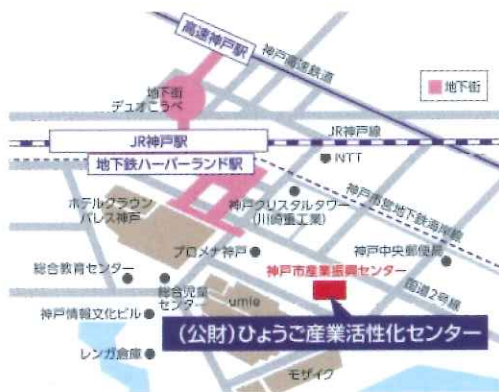 高速神戸駅
神戸高速鉄道
地下街
地下街
デュオこうべ
JR神戸駅
JR神戸線
地下鉄ハーバーランド駅
NTT
ホテルクラウン
パレス神戸
神戸クリスタルタワー
(川崎重工業)
神戸市営地下鉄海岸線
プロメナ神戸
神戸中央郵便局
総合教育センター
神戸市産業振興センター
総合児童
センター
umie
国道2号線
神戸情報文化ビル
(公財)ひょうご産業活性化センター
レンガ倉庫
モザイク